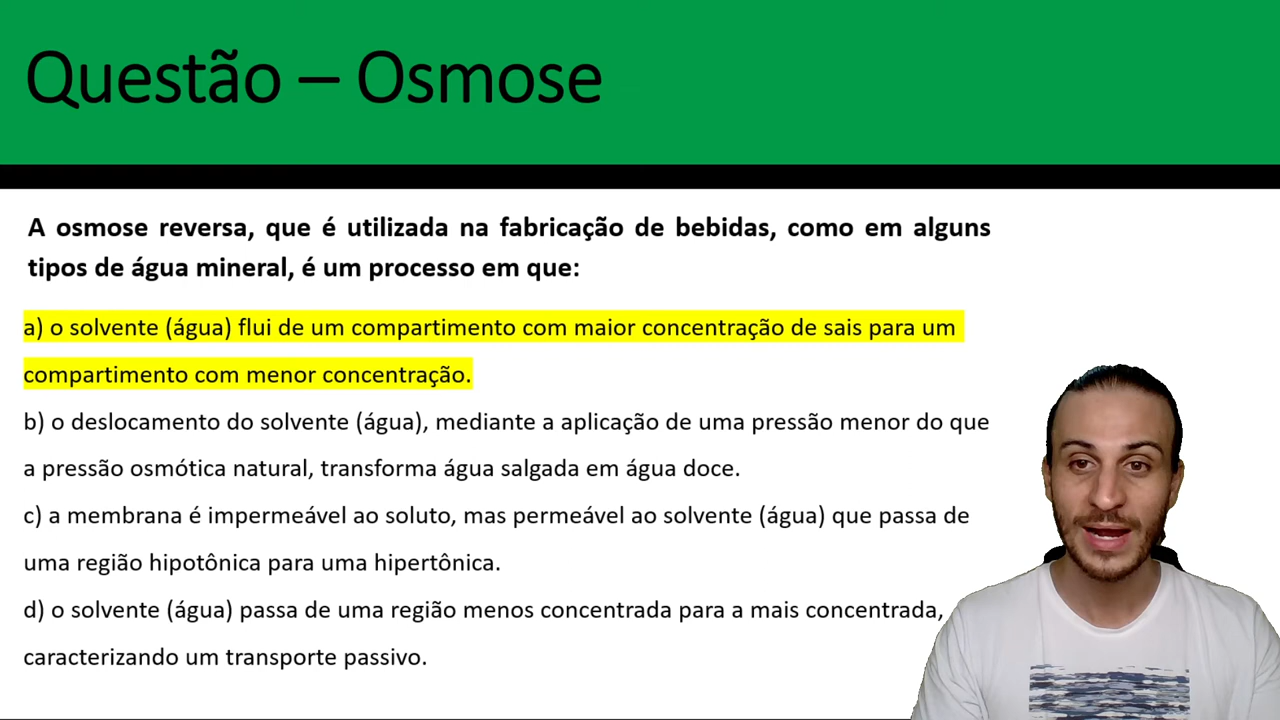 Questão – Osmose
A osmose reversa, que é utilizada na fabricação de bebidas, como em alguns
tipos de água mineral, é um processo em que:
a) o solvente (água) flui de um compartimento com maior concentração de sais para um
compartimento com menor concentração.
b) o deslocamento do solvente (água), mediante a aplicação de uma pressão menor do que
a pressão osmótica natural, transforma água salgada em água doce.
c) a membrana é impermeável ao soluto, mas permeável ao solvente (água) que passa de
uma região hipotônica para uma hipertônica.
d) o solvente (água) passa de uma região menos concentrada para a mais concentrada,
caracterizando um transporte passivo.